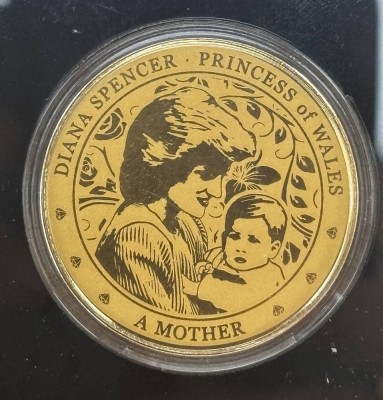 DIANA SPENCER · PRINCESS of WALES
A MOTHER